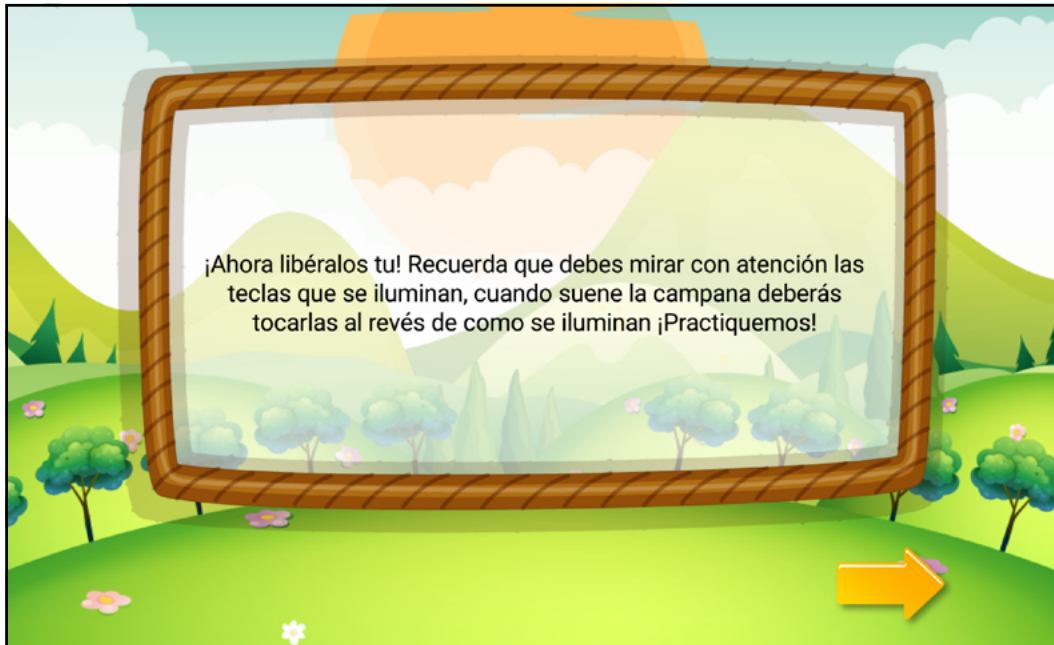 ¡Ahora libéralos tu! Recuerda que debes mirar con atención las
teclas que se iluminan, cuando suene la campana deberás
tocarlas al revés de como se iluminan ¡Practiquemos!